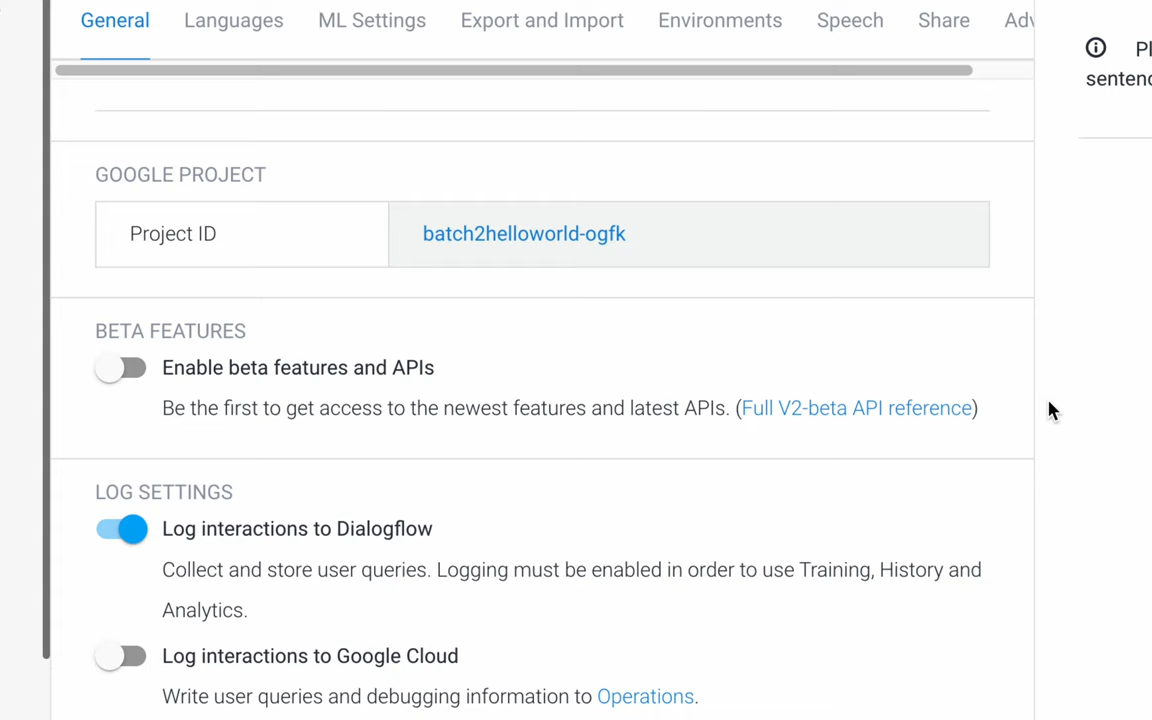 General Languages ML Settings Export and Import Environments Speech Share Adv
Pl
sentenc
GOOGLE PROJECT
Project ID batch2helloworld-ogfk
BETA FEATURES
Enable beta features and APIs
Be the first to get access to the newest features and latest APIs. (Full V2-beta API reference)
LOG SETTINGS
Log interactions to Dialogflow
Collect and store user queries. Logging must be enabled in order to use Training, History and
Analytics.
Log interactions to Google Cloud
Write user queries and debugging information to Operations.